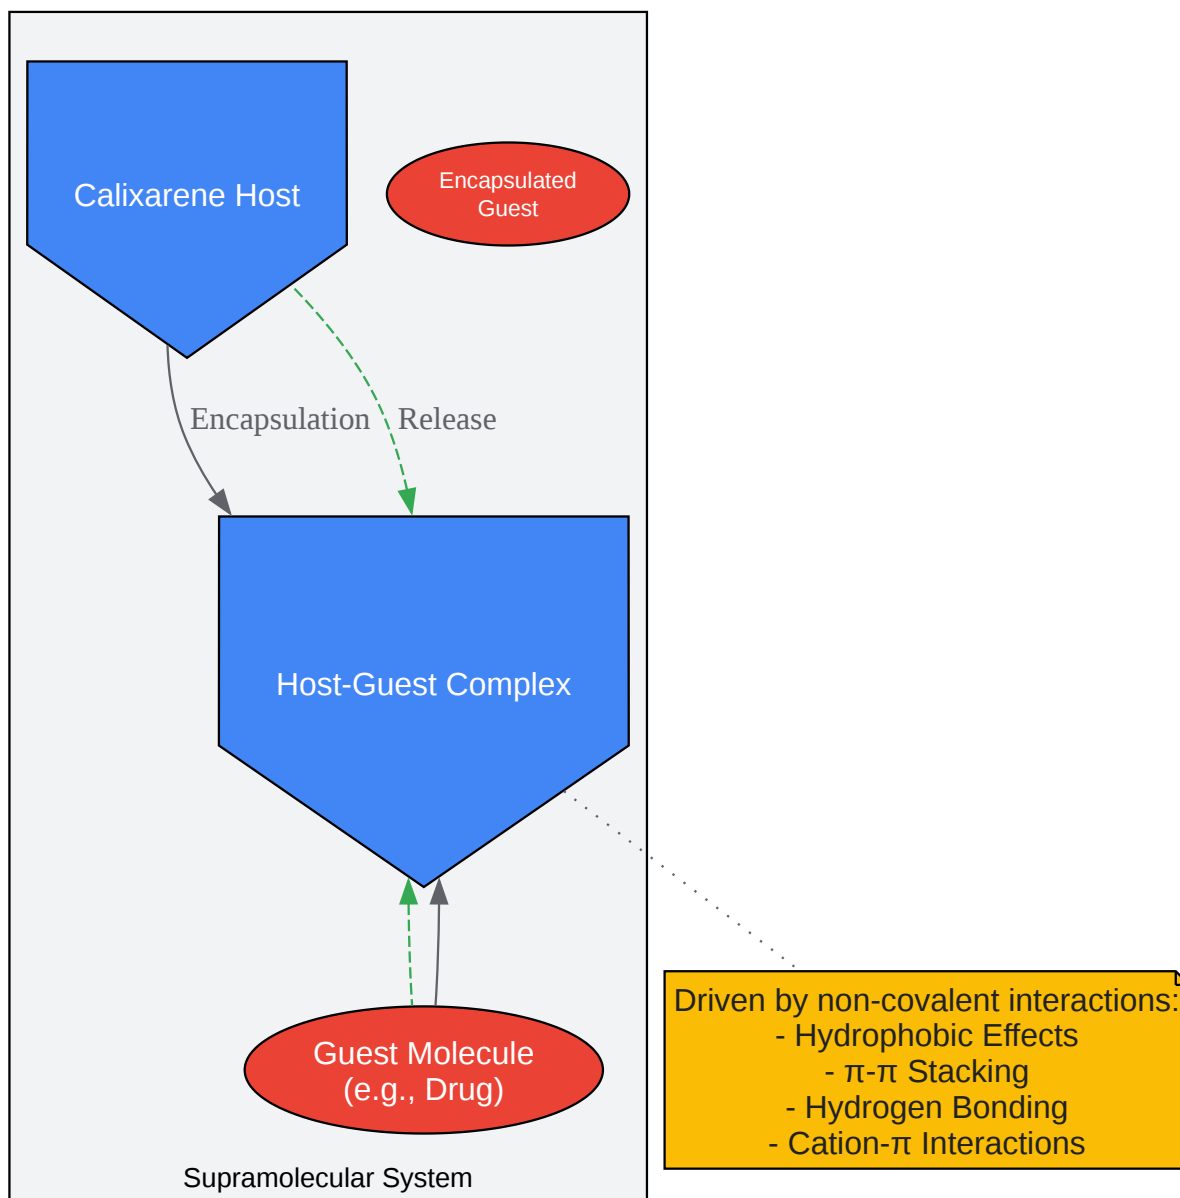 Calixarene Host
Encapsulated
Guest
Encapsulation
Release
Host-Guest Complex
Guest Molecule
(e.g., Drug)
Driven by non-covalent interactions:
- Hydrophobic Effects
- π-π Stacking
- Hydrogen Bonding
- Cation-π Interactions
Supramolecular System